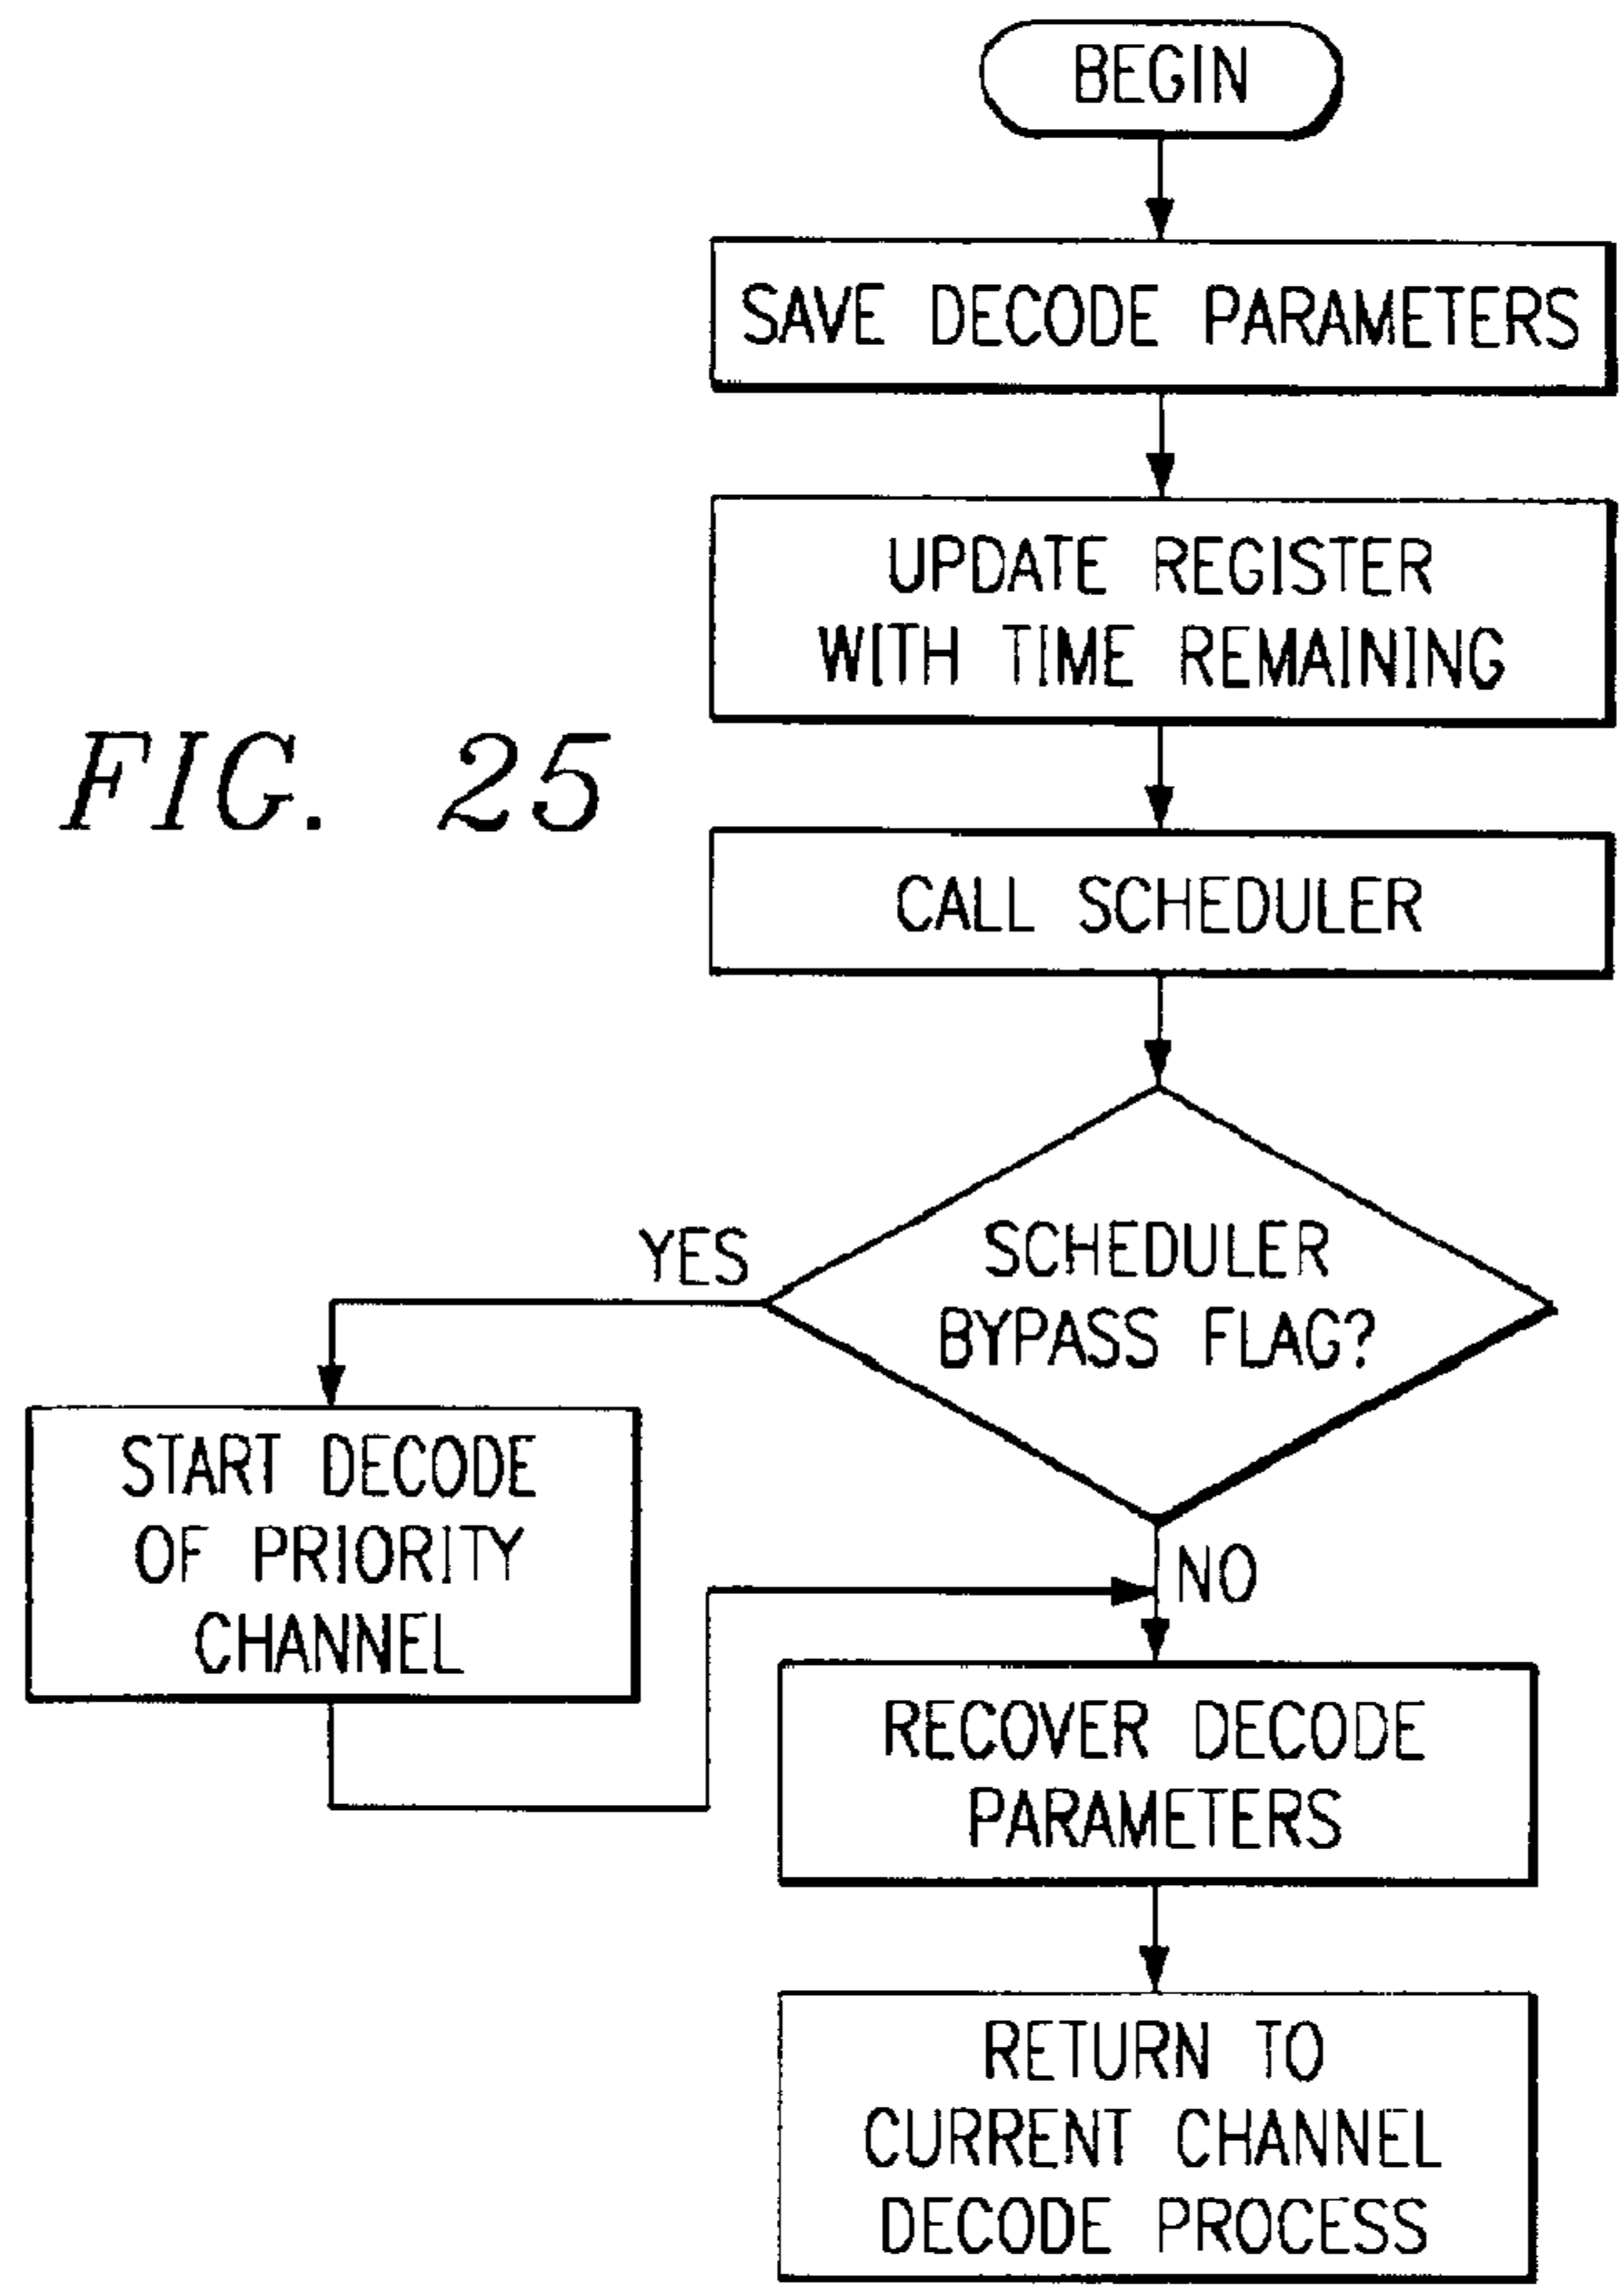 BEGIN
SAVE DECODE PARAMETERS
UPDATE REGISTER
WITH TIME REMAINING
FIG. 25
CALL SCHEDULER
SCHEDULER
BYPASS FLAG?
YES
START DECODE
OF PRIORITY
CHANNEL
NO
RECOVER DECODE
PARAMETERS
RETURN TO
CURRENT CHANNEL
DECODE PROCESS